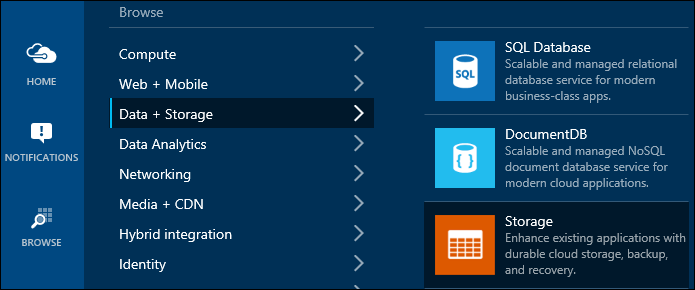 HOME
NOTIFICATIONS
BROWSE
Browse
Compute
Web + Mobile
Data + Storage
Data Analytics
Networking
Media + CDN
Hybrid integration
Identity
SQL
SQL Database
Scalable and managed relational
database service for modern
business-class apps.
DocumentDB
Scalable and managed NoSQL
document database service for
modern cloud applications.
Storage
Enhance existing applications with
durable cloud storage, backup,
and recovery.